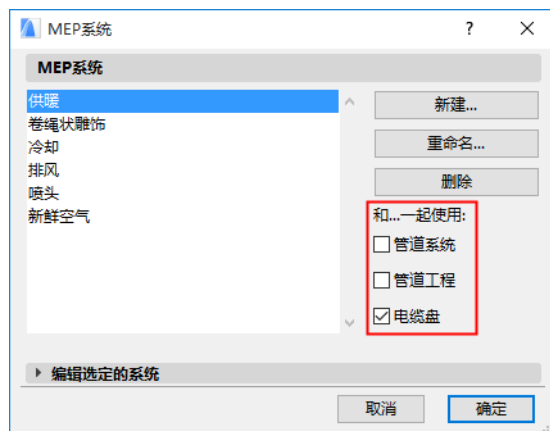 MEP系统
?
MEP系统
供暖
卷绳状雕饰
冷却
排风
喷头
新鲜空气
新建...
重命名...
删除
和...一起使用:
管道系统
管道工程
电缆盘
编辑选定的系统
取消
确定